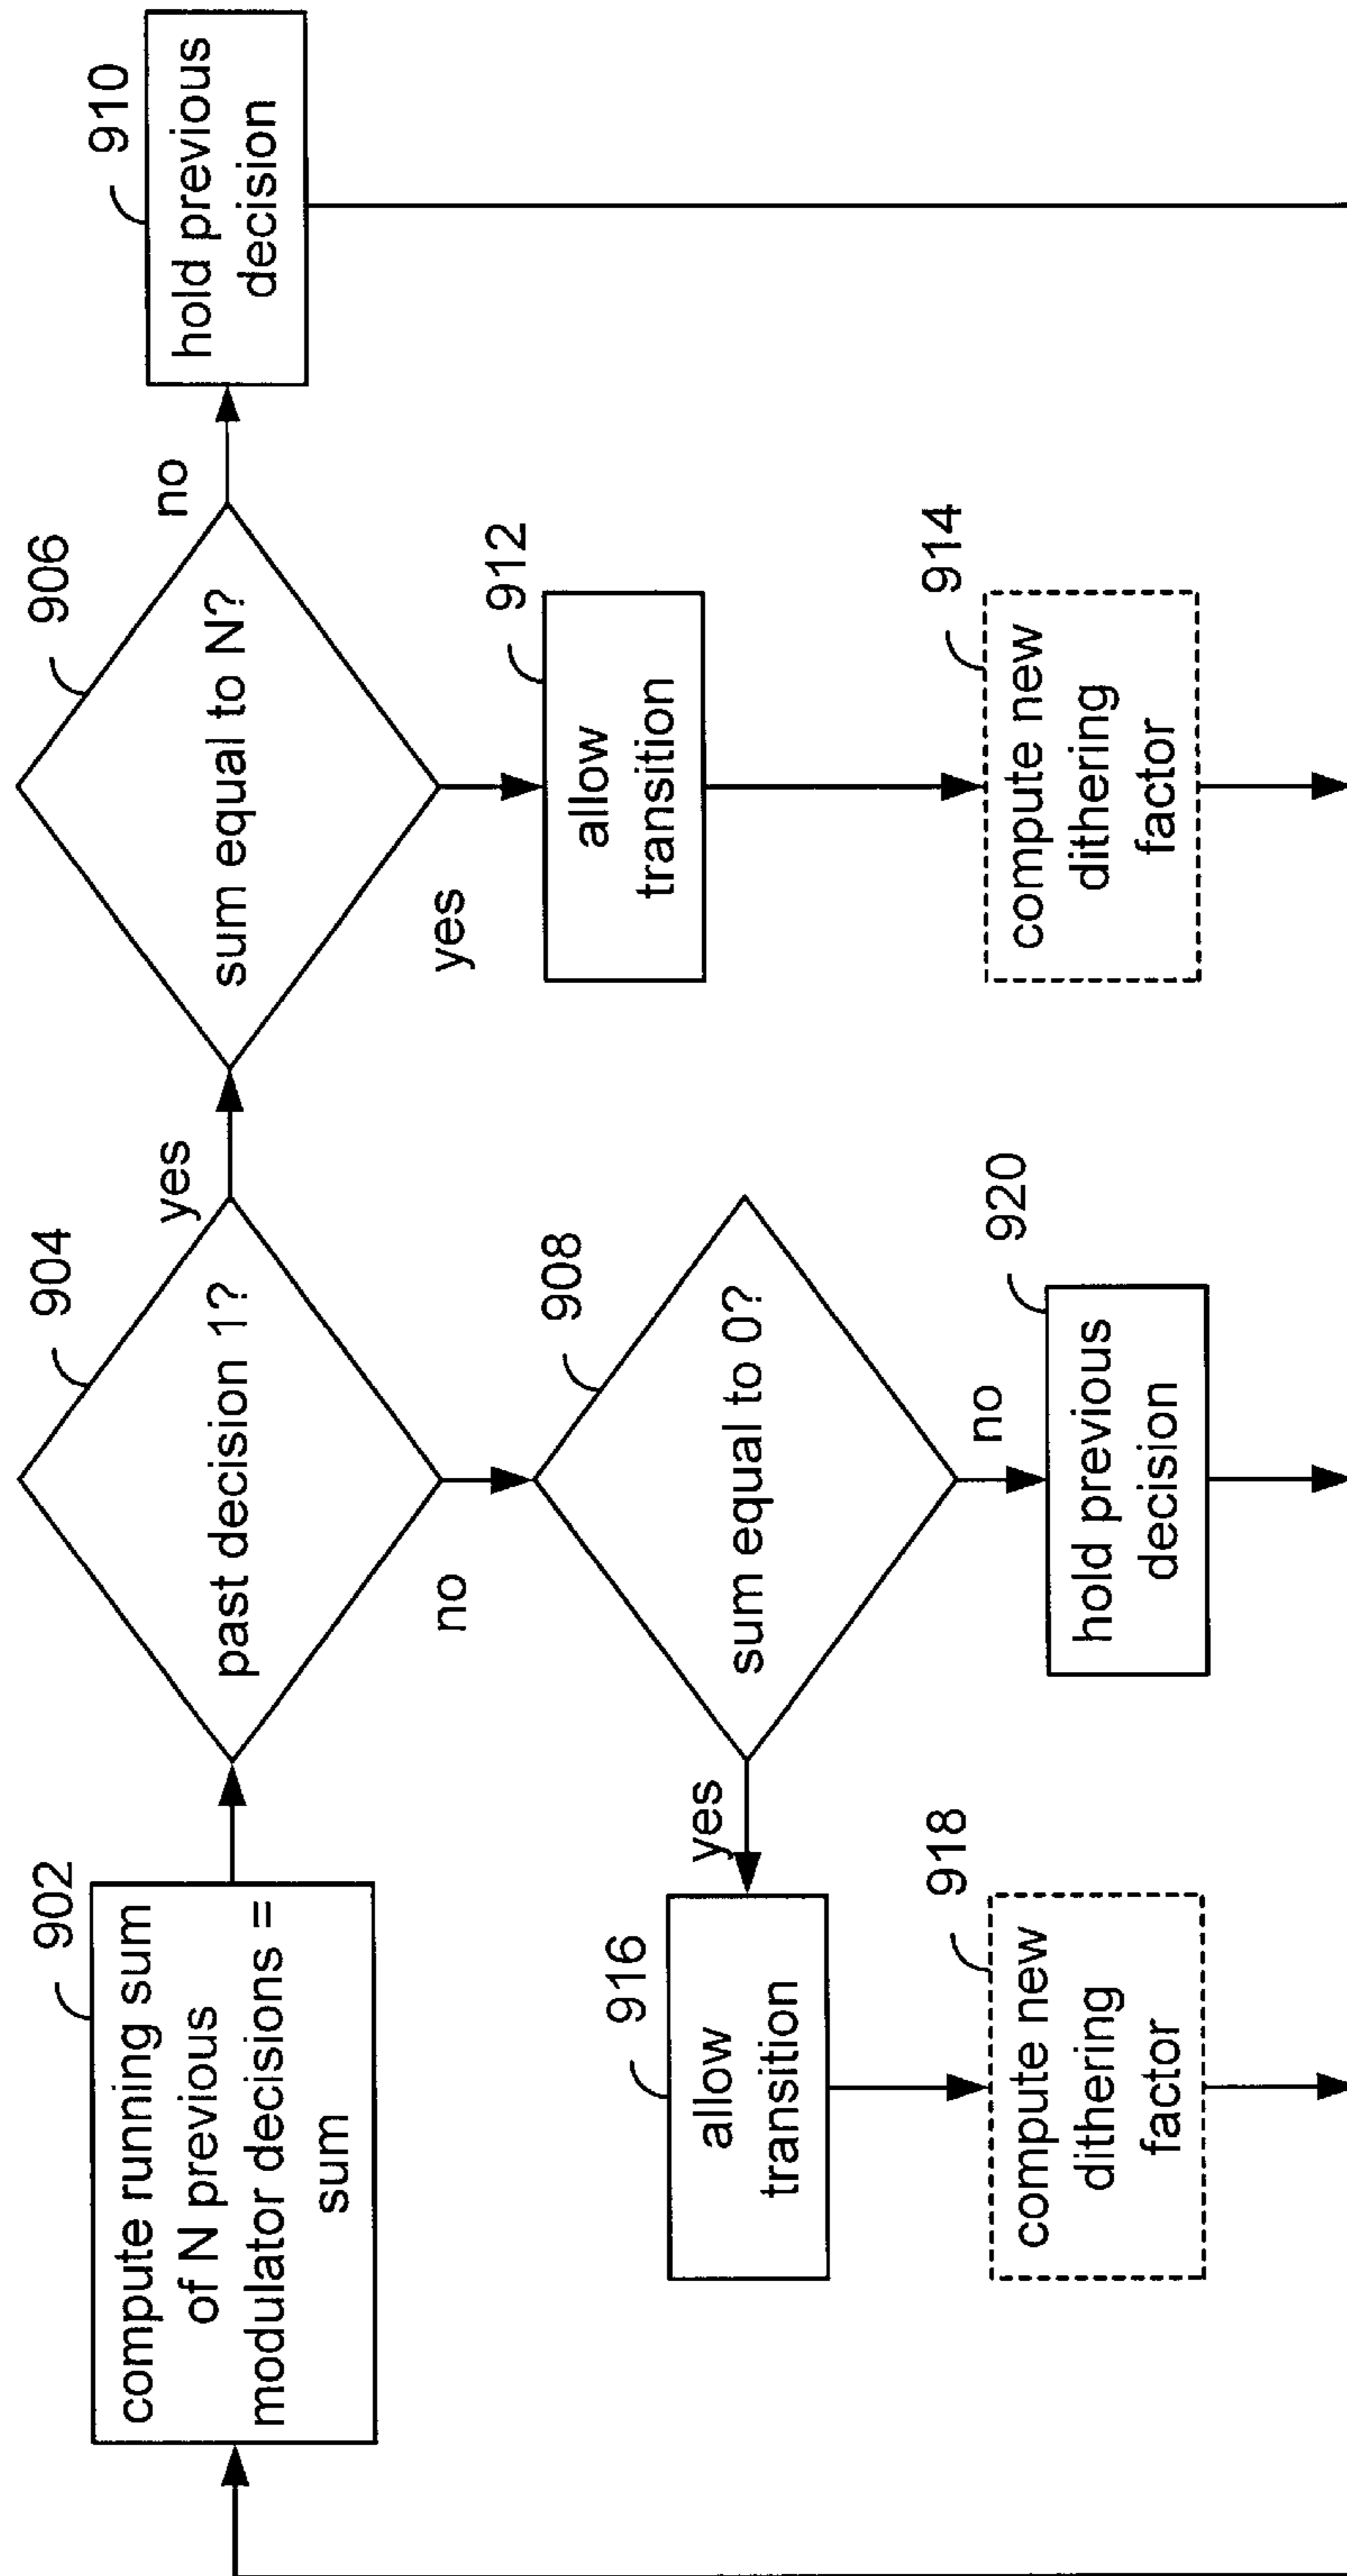 902
compute running sum
of N previous
modulator decisions =
sum
904
past decision 1?
yes
906
sum equal to N?
no
910
hold previous
decision
no
908
sum equal to 0?
yes
912
allow
transition
yes
916
allow
transition
no
920
hold previous
decision
914
compute new
dithering
factor
918
compute new
dithering
factor